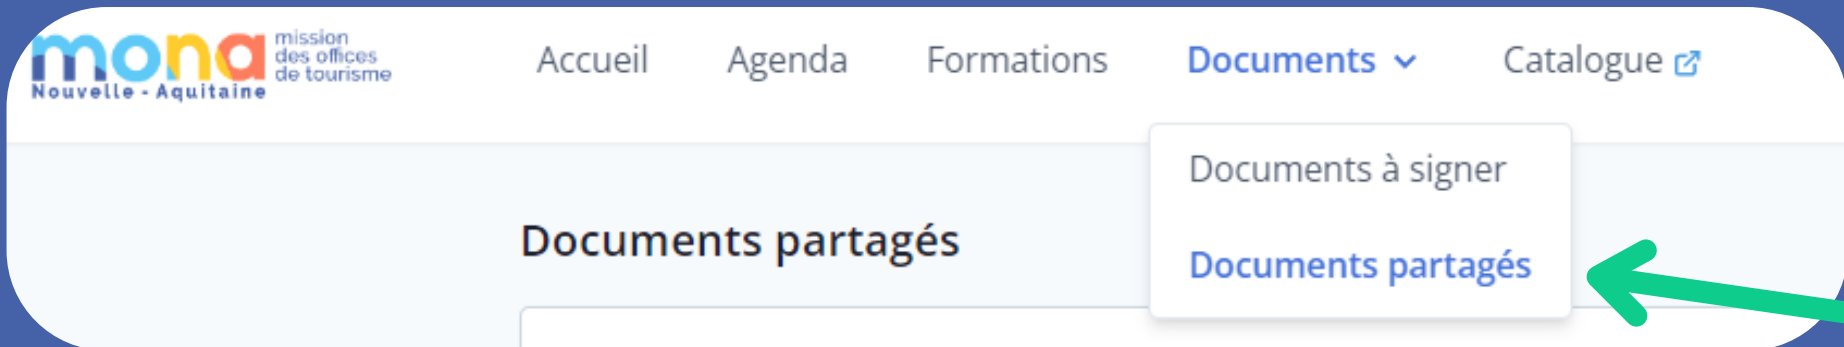 mona
mission
des offices
de tourisme
Nouvelle - Aquitaine
Accueil
Agenda
Formations
Documents
Catalogue
Documents à signer
Documents partagés
Documents partagés